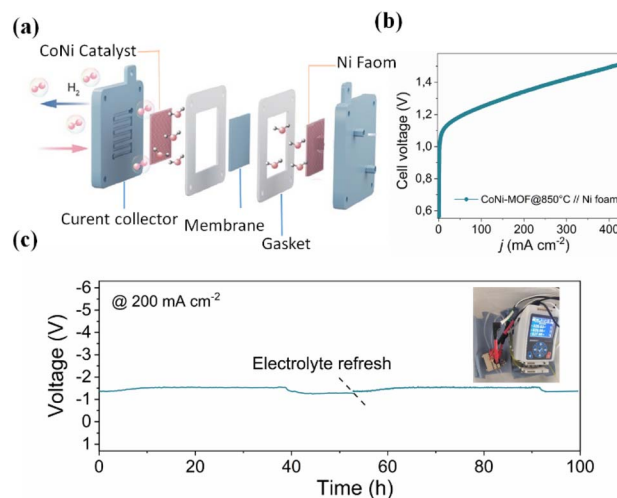 (a)
CoNi Catalyst
Ni Faom
H2
Curent collector
Membrane
Gasket
(b)
Cell voltage (V)
1,4
1,2
1,0
0,8
0,6
CoNi-MOF@850°C // Ni foam
0 100 200 300 400
j (mA cm-2)
(c)
Voltage (V)
-6
-5
-4
-3
-2
-1
0
1
@ 200 mA cm-2
Electrolyte refresh
0 20 40 60 80 100
Time (h)